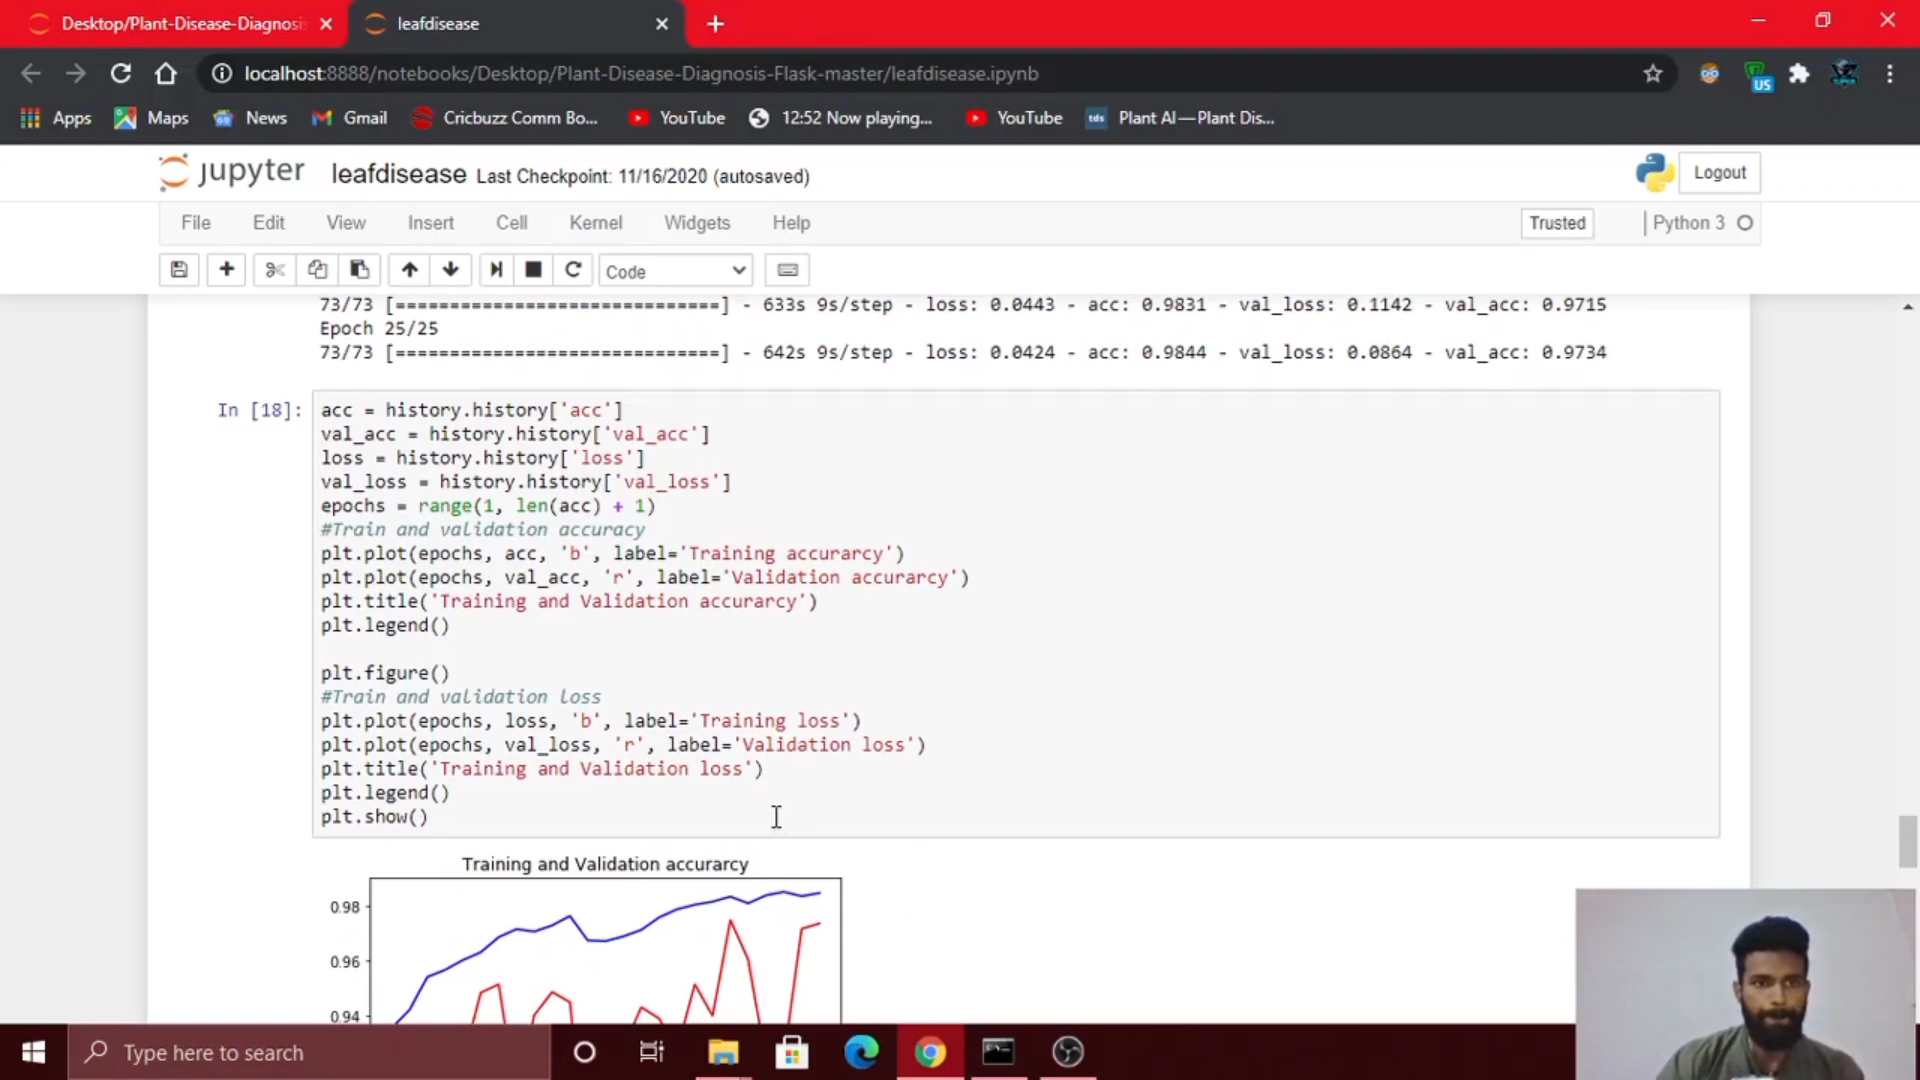 Desktop/Plant-Disease-Diagnosis
leafdisease
localhost:8888/notebooks/Desktop/Plant-Disease-Diagnosis-Flask-master/leafdisease.ipynb
US
Apps
Maps
News
Gmail
Cricbuzz Comm Bo...
YouTube
12:52 Now playing...
YouTube
tds
Plant AI—Plant Dis...
jupyter
leafdisease
Last Checkpoint: 11/16/2020 (autosaved)
Logout
File Edit View Insert Cell Kernel Widgets Help
Trusted
Python 3
Code
73/73 [==============================] - 633s 9s/step - loss: 0.0443 - acc: 0.9831 - val_loss: 0.1142 - val_acc: 0.9715
Epoch 25/25
73/73 [==============================] - 642s 9s/step - loss: 0.0424 - acc: 0.9844 - val_loss: 0.0864 - val_acc: 0.9734
In [18]:
acc = history.history['acc']
val_acc = history.history['val_acc']
loss = history.history['loss']
val_loss = history.history['val_loss']
epochs = range(1, len(acc) + 1)
#Train and validation accuracy
plt.plot(epochs, acc, 'b', label='Training accurarcy')
plt.plot(epochs, val_acc, 'r', label='Validation accurarcy')
plt.title('Training and Validation accurarcy')
plt.legend()
plt.figure()
#Train and validation loss
plt.plot(epochs, loss, 'b', label='Training loss')
plt.plot(epochs, val_loss, 'r', label='Validation loss')
plt.title('Training and Validation loss')
plt.legend()
plt.show()
Training and Validation accurarcy
0.98
0.96
0.94
Type here to search